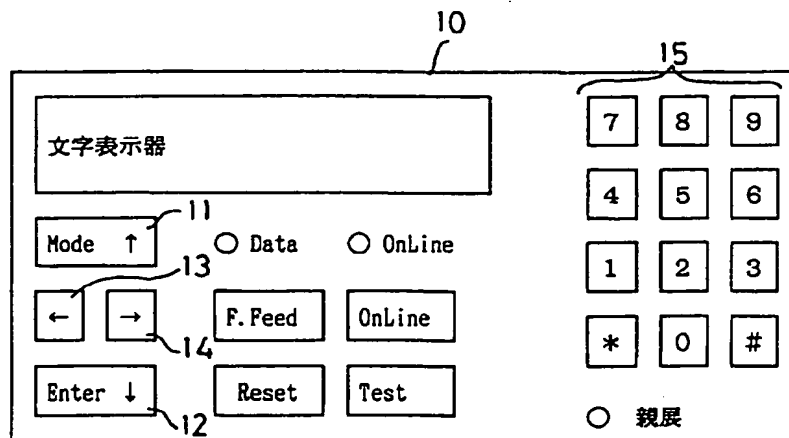 10
15
文字表示器
7 8 9
4 5 6
11
Mode ↑ Data OnLine
1 2 3
13
← → F.Feed OnLine
14
* 0 #
Enter ↓ Reset Test
12
親展